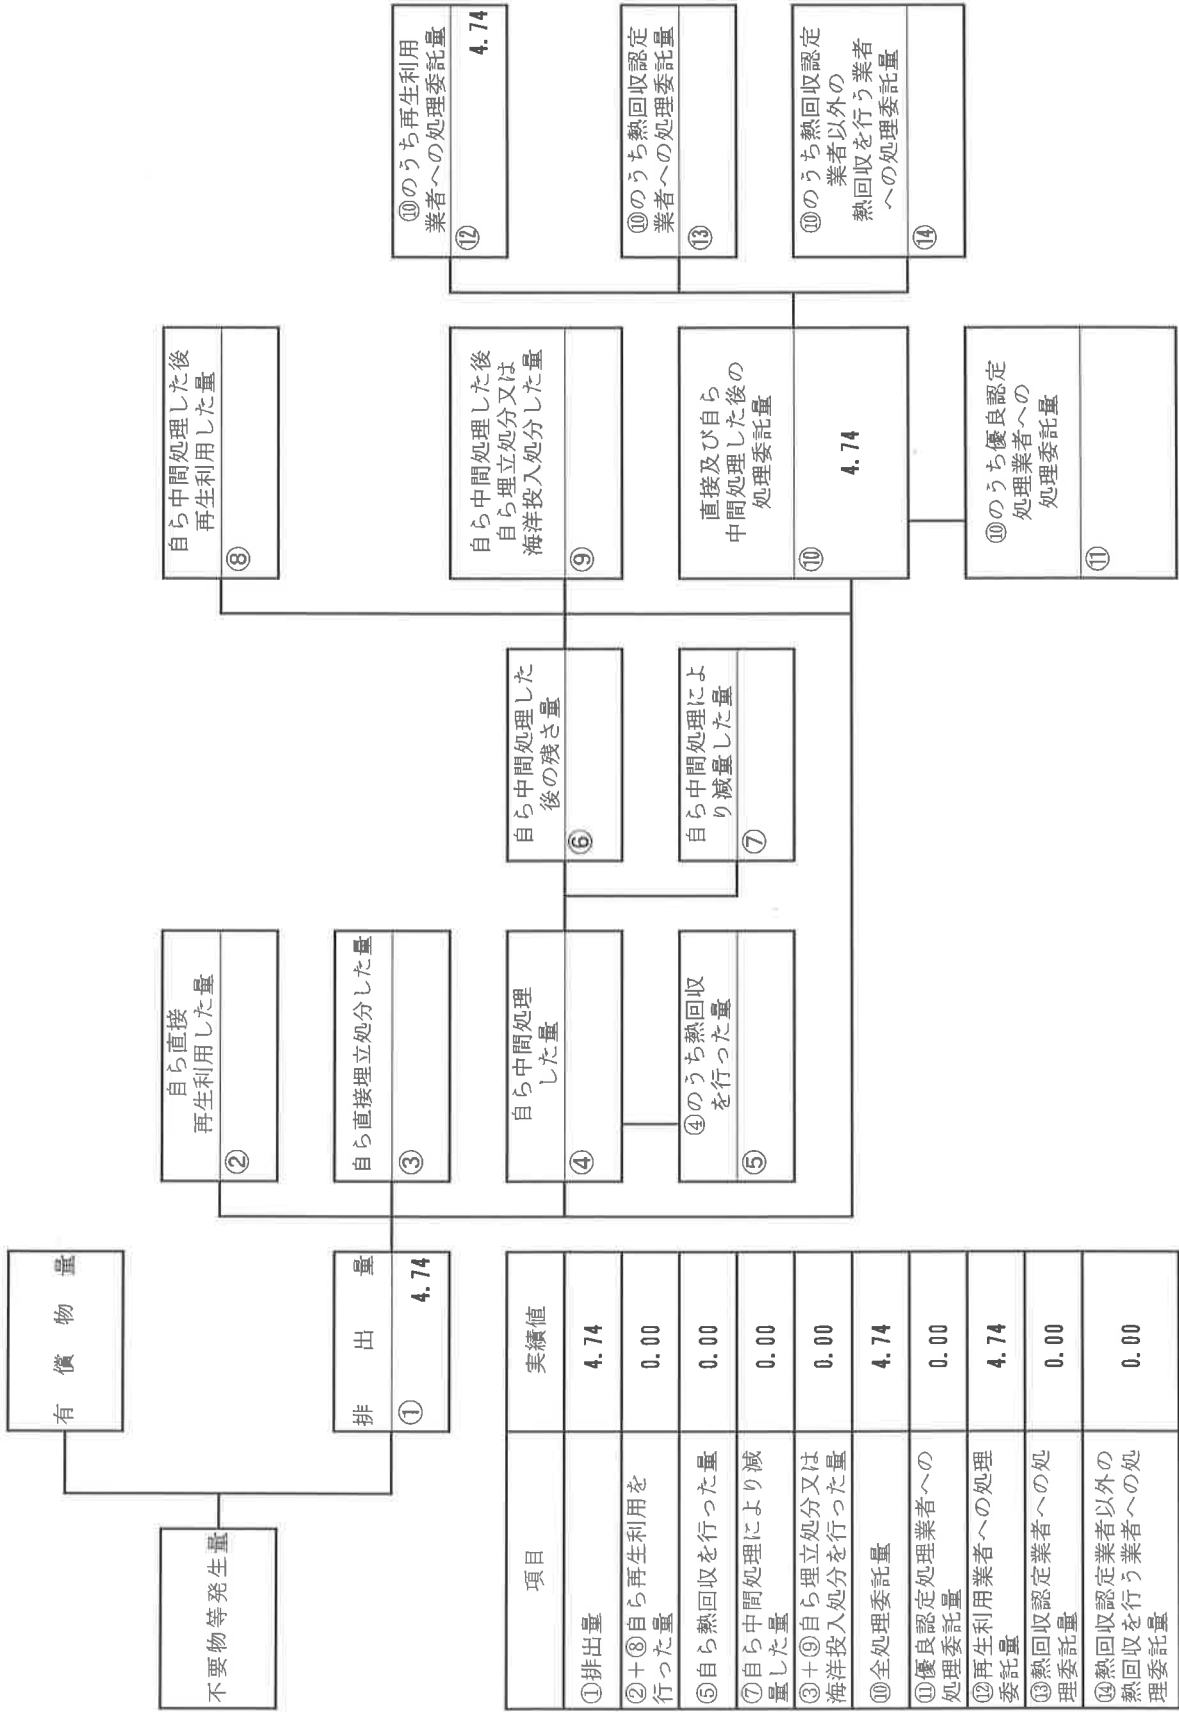 不要物等発生量
有償物量
排出量
① 4.74
自ら直接
再生利用した量
②
自ら直接埋立処分した量
③
自ら中間処理
した量
④
④のうち熱回収
を行った量
⑤
自ら中間処理した
後の残さ量
⑥
自ら中間処理によ
り減量した量
⑦
自ら中間処理した後
再生利用した量
⑧
自ら中間処理した後
自ら埋立処分又は
海洋投入処分した量
⑨
直接及び自ら
中間処理した後の
処理委託量
⑩ 4.74
⑩のうち優良認定
処理業者への
処理委託量
⑪
⑩のうち再生利用
業者への処理委託量
⑫ 4.74
⑩のうち熱回収認定
業者への処理委託量
⑬
⑩のうち熱回収認定
業者以外の
熱回収を行う業者
への処理委託量
⑭
項目 実績値
①排出量 4.74
②+⑧自ら再生利用を
行った量 0.00
⑤自ら熱回収を行った量 0.00
⑦自ら中間処理により減
量した量 0.00
③+⑨自ら埋立処分又は
海洋投入処分を行った量 0.00
⑩全処理委託量 4.74
⑪優良認定処理業者への
処理委託量 0.00
⑫再生利用業者への処理
委託量 4.74
⑬熱回収認定業者への処
理委託量 0.00
⑭熱回収認定業者以外の
熱回収を行う業者への処
理委託量 0.00